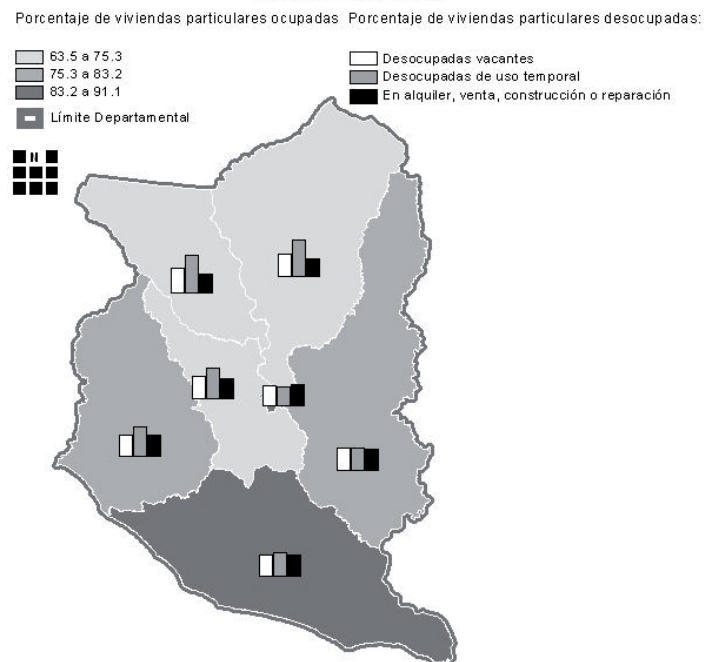 Porcentaje de viviendas particulares ocupadas
63.5 a 75.3
75.3 a 83.2
83.2 a 91.1
Límite Departamental
Porcentaje de viviendas particulares desocupadas:
Desocupadas vacantes
Desocupadas de uso temporal
En alquiler, venta, construcción o reparación
N